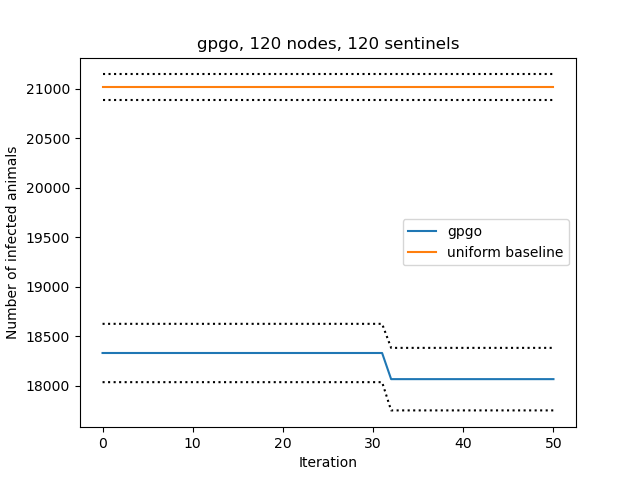 gpgo, 120 nodes, 120 sentinels
Number of infected animals
21000
20500
20000
19500
19000
18500
18000
gpgo
uniform baseline
0 10 20 30 40 50
Iteration